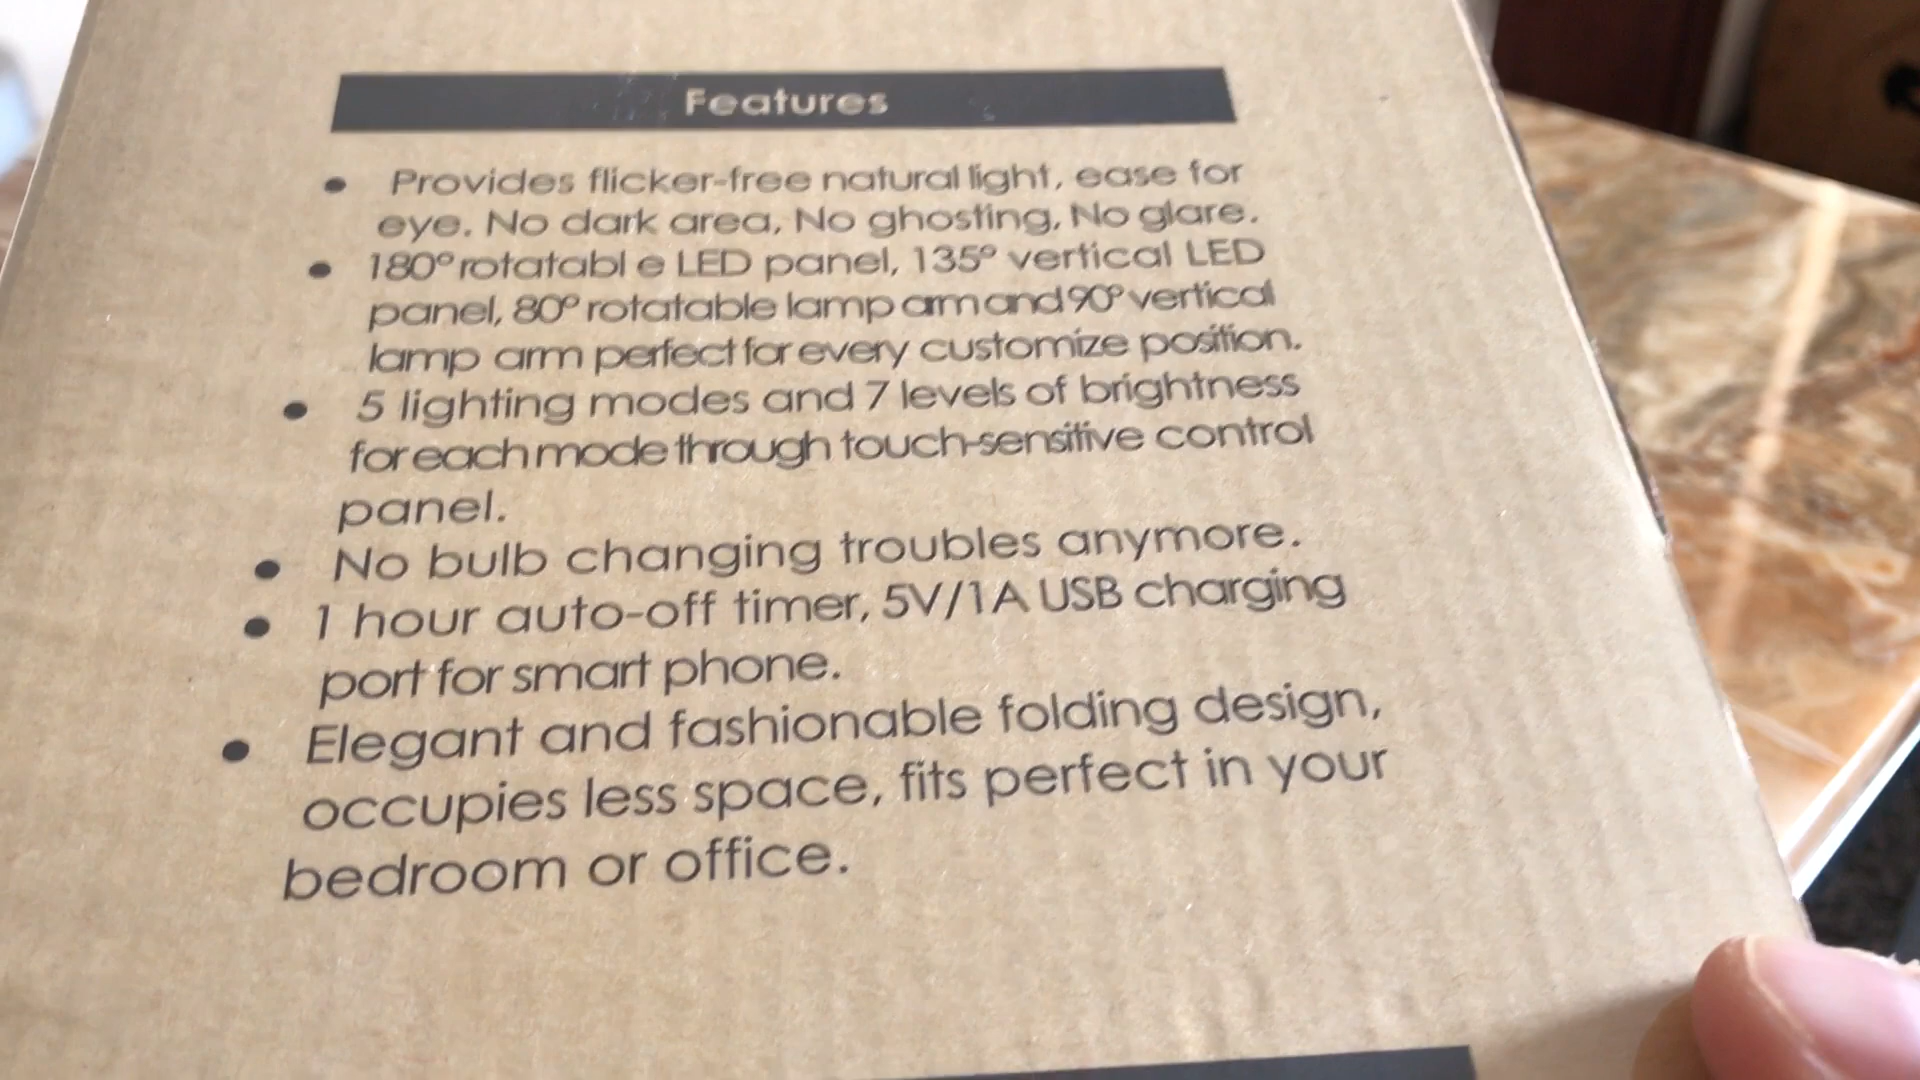 Features
• Provides flicker-free natural light, ease for
eye. No dark area, No ghosting, No glare.
• 180° rotatabl e LED panel, 135° vertical LED
panel, 80° rotatable lamp arm and 90° vertical
lamp arm perfect for every customize position.
• 5 lighting modes and 7 levels of brightness
for each mode through touch-sensitive control
panel.
• No bulb changing troubles anymore.
• 1 hour auto-off timer, 5V/1A USB charging
port for smart phone.
• Elegant and fashionable folding design,
occupies less space, fits perfect in your
bedroom or office.